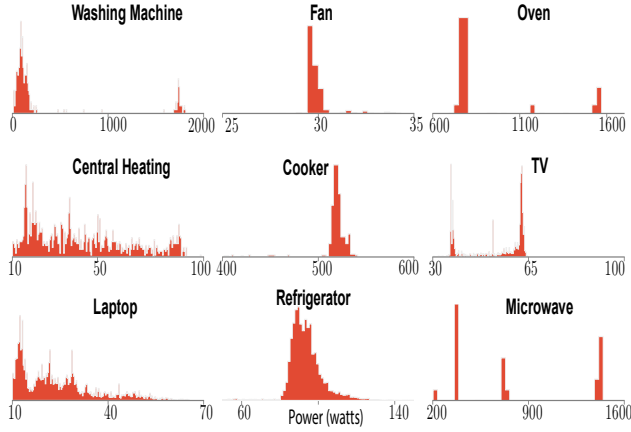 Washing Machine Fan Oven
0 1000 2000 25 30 35 600 1100 1600
Central Heating Cooker TV
10 50 100 400 500 600 30 65 100
Laptop Refrigerator Microwave
10 40 70 60 140 200 900 1600
Power (watts)